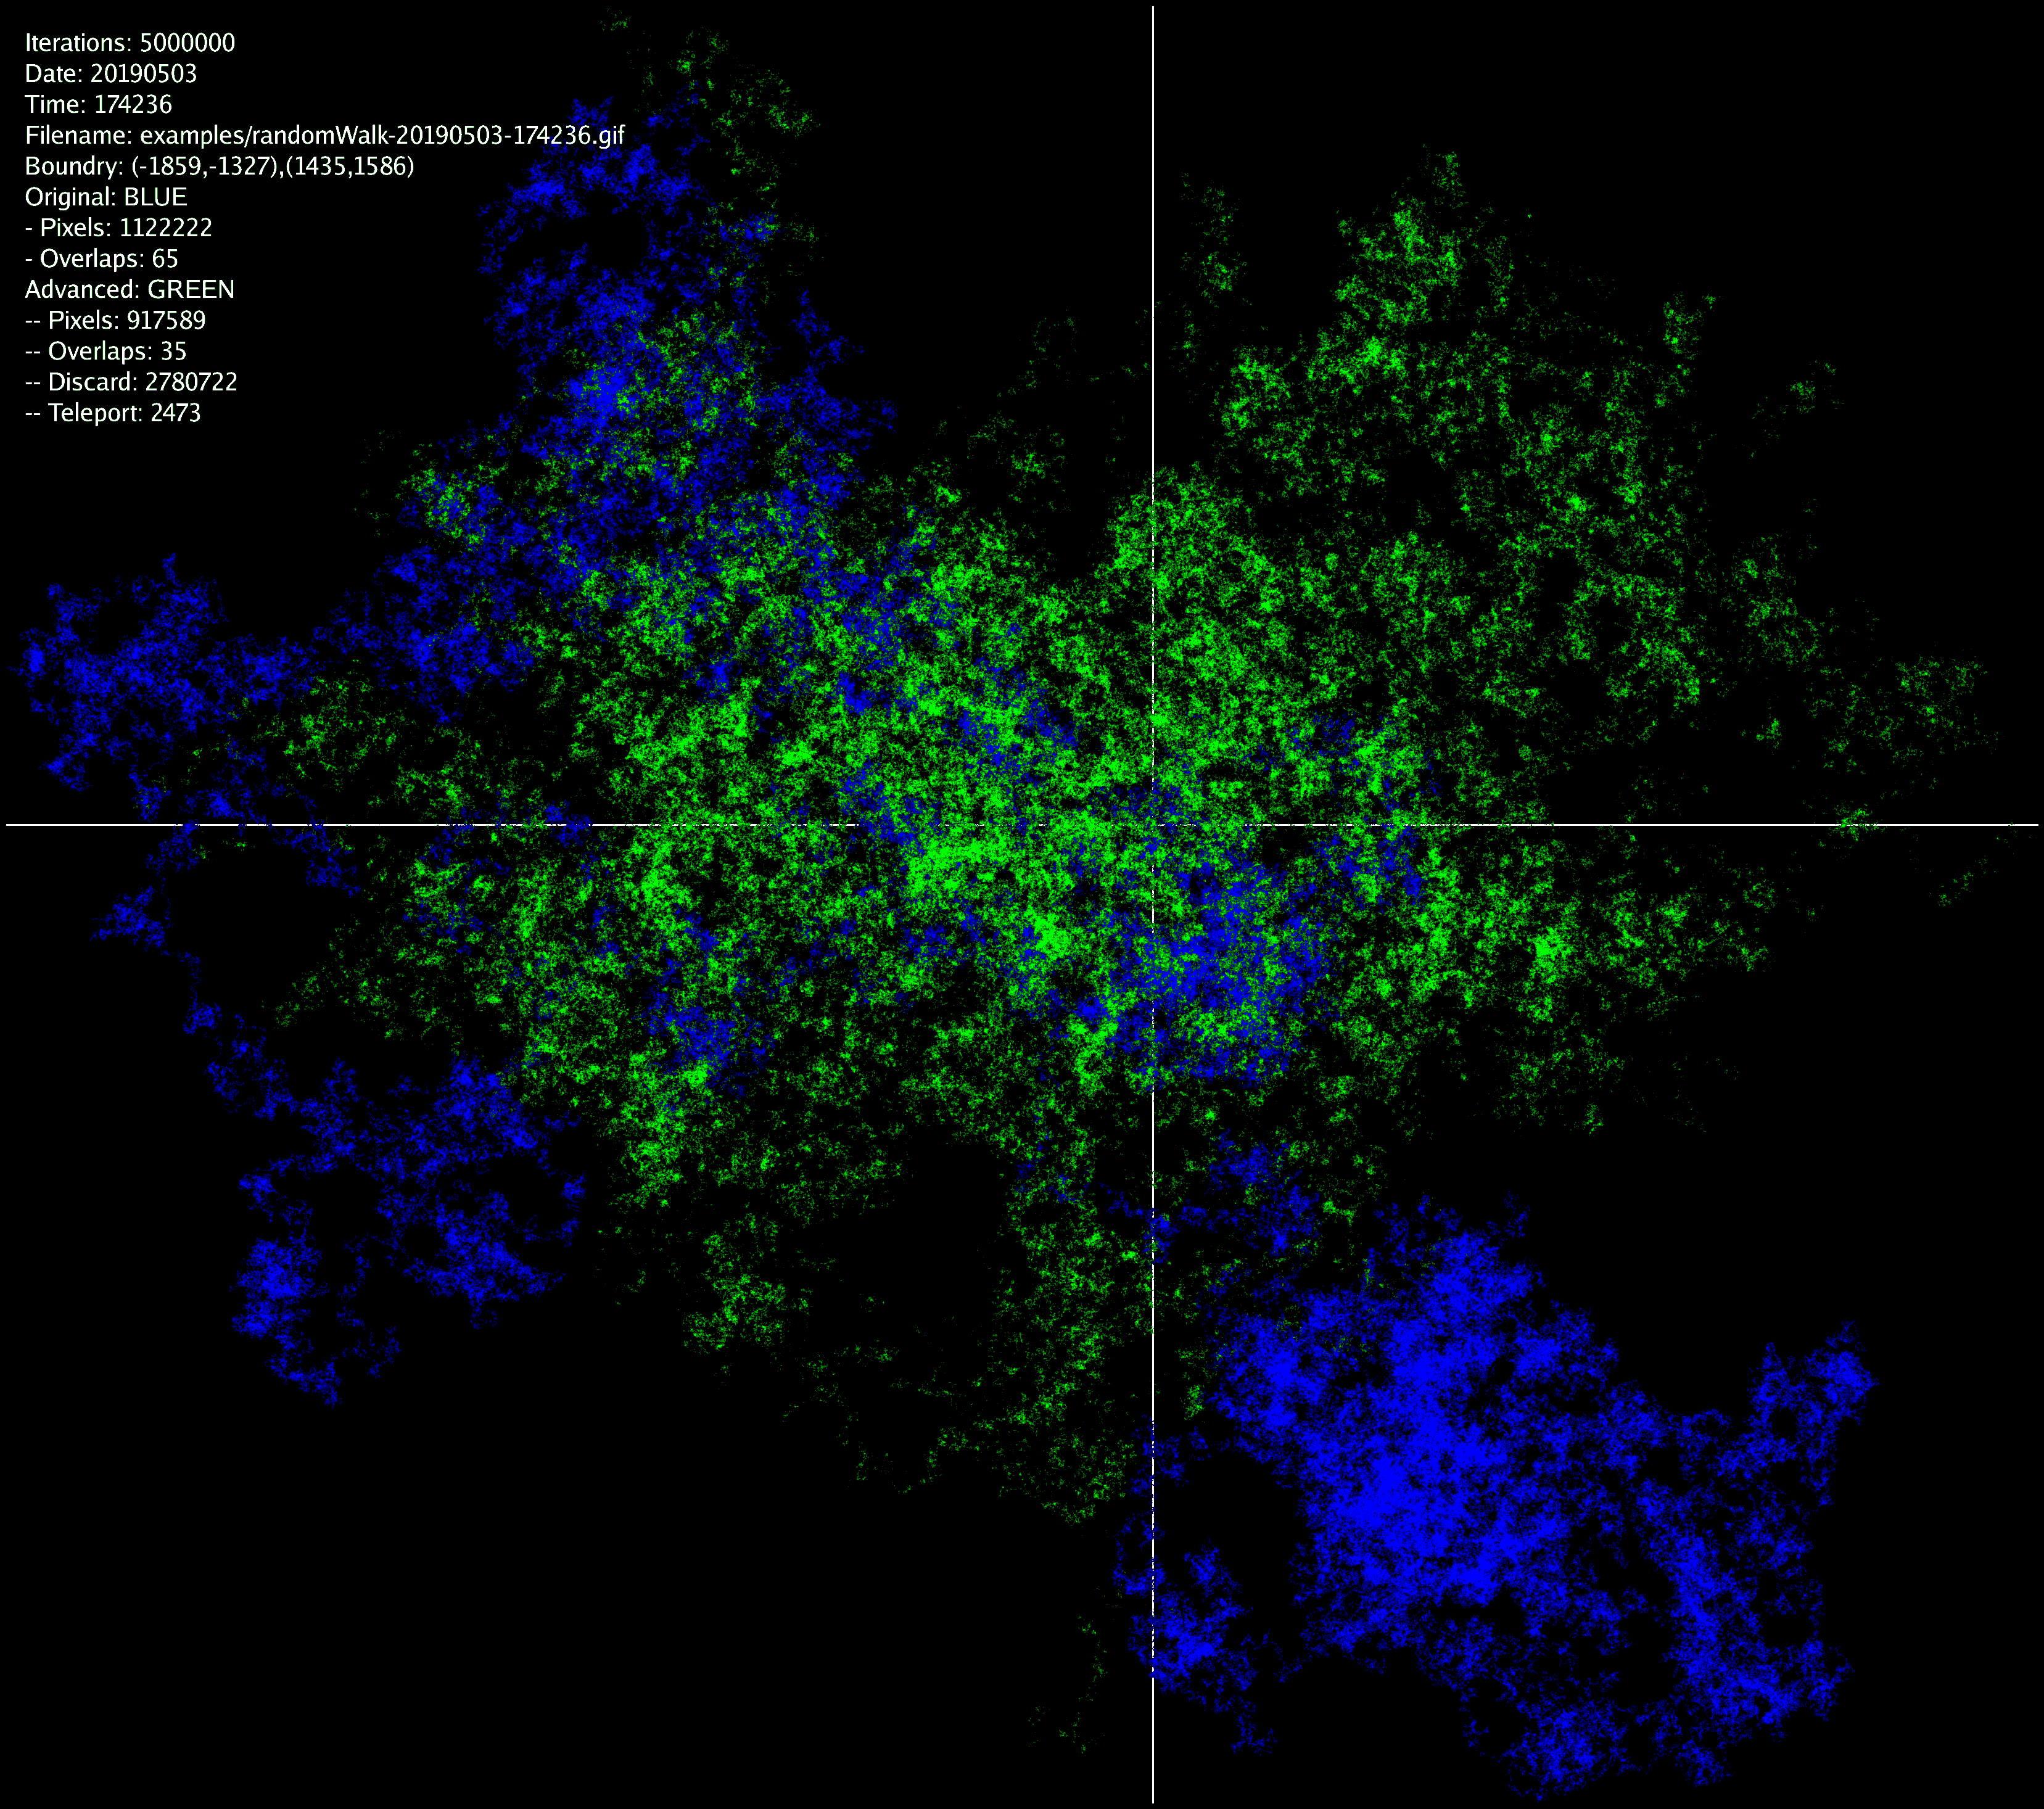 Iterations: 5000000
Date: 20190503
Time: 174236
Filename: examples/randomWalk-20190503-174236.gif
Boundry: (-1859,-1327),(1435,1586)
Original: BLUE
- Pixels: 1122222
- Overlaps: 65
Advanced: GREEN
-- Pixels: 917589
-- Overlaps: 35
-- Discard: 2780722
-- Teleport: 2473